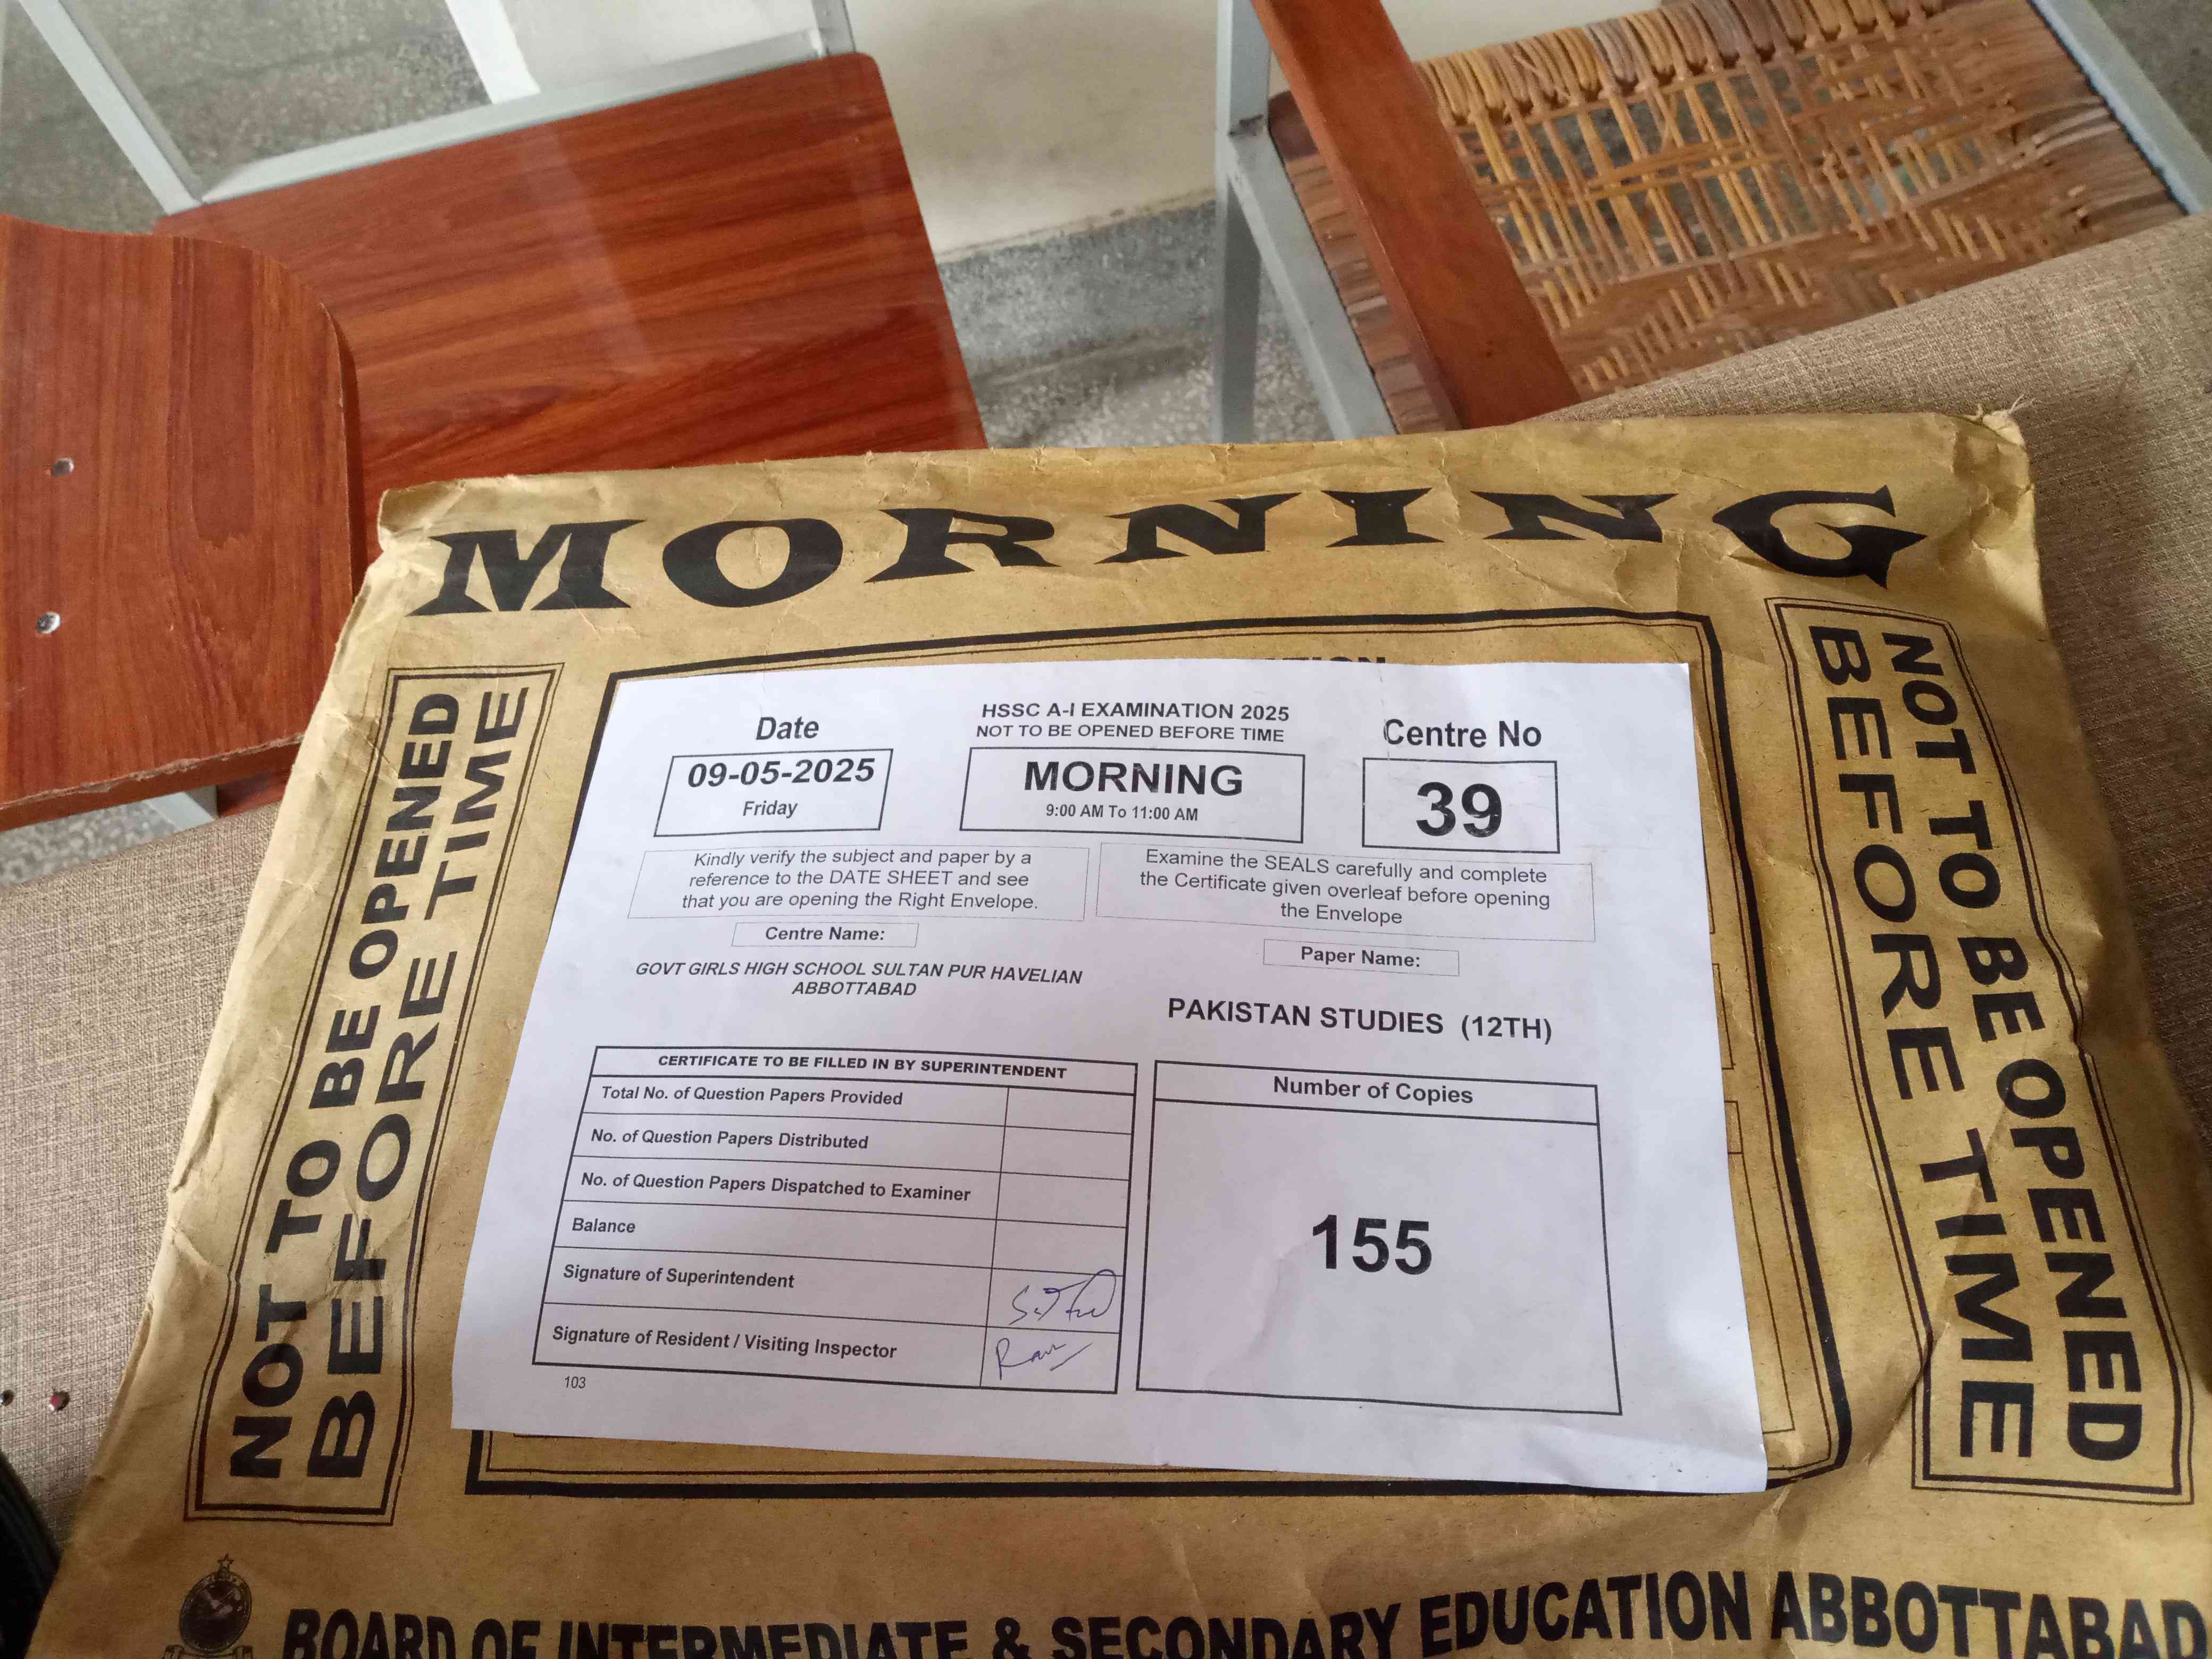 MORNING
NOT TO BE OPENED
BEFORE TIME
NOT TO BE OPENED
BEFORE TIME
HSSC A-I EXAMINATION 2025
NOT TO BE OPENED BEFORE TIME
Date
09-05-2025
Friday
MORNING
9:00 AM To 11:00 AM
Centre No
39
Kindly verify the subject and paper by a
reference to the DATE SHEET and see
that you are opening the Right Envelope.
Examine the SEALS carefully and complete
the Certificate given overleaf before opening
the Envelope
Centre Name:
GOVT GIRLS HIGH SCHOOL SULTAN PUR HAVELIAN
ABBOTTABAD
Paper Name:
PAKISTAN STUDIES (12TH)
CERTIFICATE TO BE FILLED IN BY SUPERINTENDENT
Total No. of Question Papers Provided
No. of Question Papers Distributed
No. of Question Papers Dispatched to Examiner
Balance
Signature of Superintendent
Signature of Resident / Visiting Inspector
103
Number of Copies
155
BOARD OF INTERMEDIATE & SECONDARY EDUCATION ABBOTTABAD